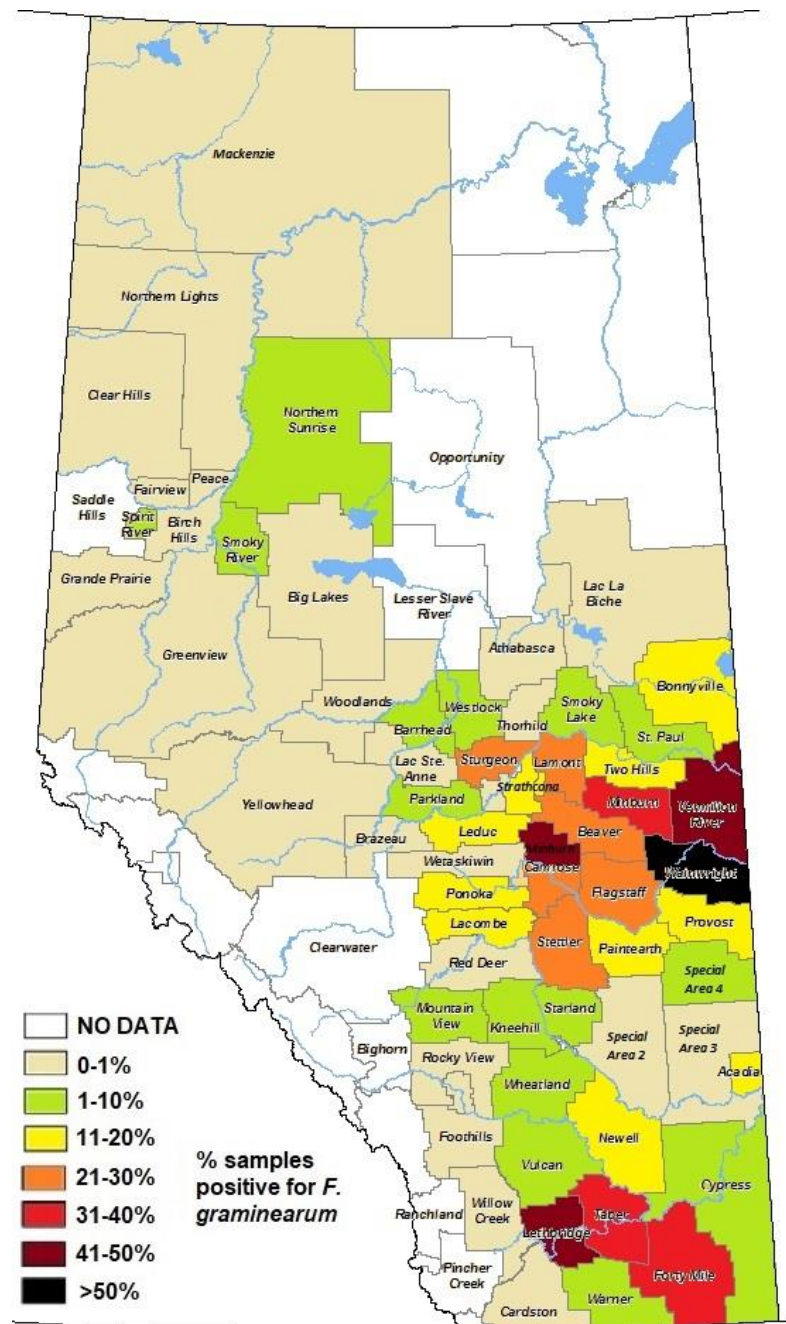 Mackenzie
Northern Lights
Clear Hills
Northern
Sunrise
Opportunity
Peace
Fairview
Saddle
Hills
Spirit
River
Birch
Hills
Smoky
River
Grande Prairie
Big Lakes
Lesser Slave
River
Lac La
Biche
Greenview
Athabasca
Woodlands
Westlock
Bonnyville
Smoky
Lake
Barrhead
Thorhild
St. Paul
Lac Ste.
Anne
Sturgeon
Lamont
Two Hills
Strathcona
Yellowhead
Parkland
Minburn
Vermilion
River
Brazeau
Leduc
Beaver
Wetaskiwin
Camrose
Wainwright
Ponoka
Flagstaff
Lacombe
Provost
Clearwater
Stettler
Paintearth
Red Deer
Special
Area 4
Mountain
View
Kneehill
Starland
Bighorn
Rocky View
Special
Area 2
Special
Area 3
Acadia
Wheatland
Foothills
Newell
Vulcan
Cypress
Ranchland
Willow
Creek
Lethbridge
Taber
Pincher
Creek
Forty Mile
Warner
Cardston
NO DATA
0-1%
1-10%
11-20%
21-30%
31-40%
41-50%
>50%
% samples
positive for F.
graminearum